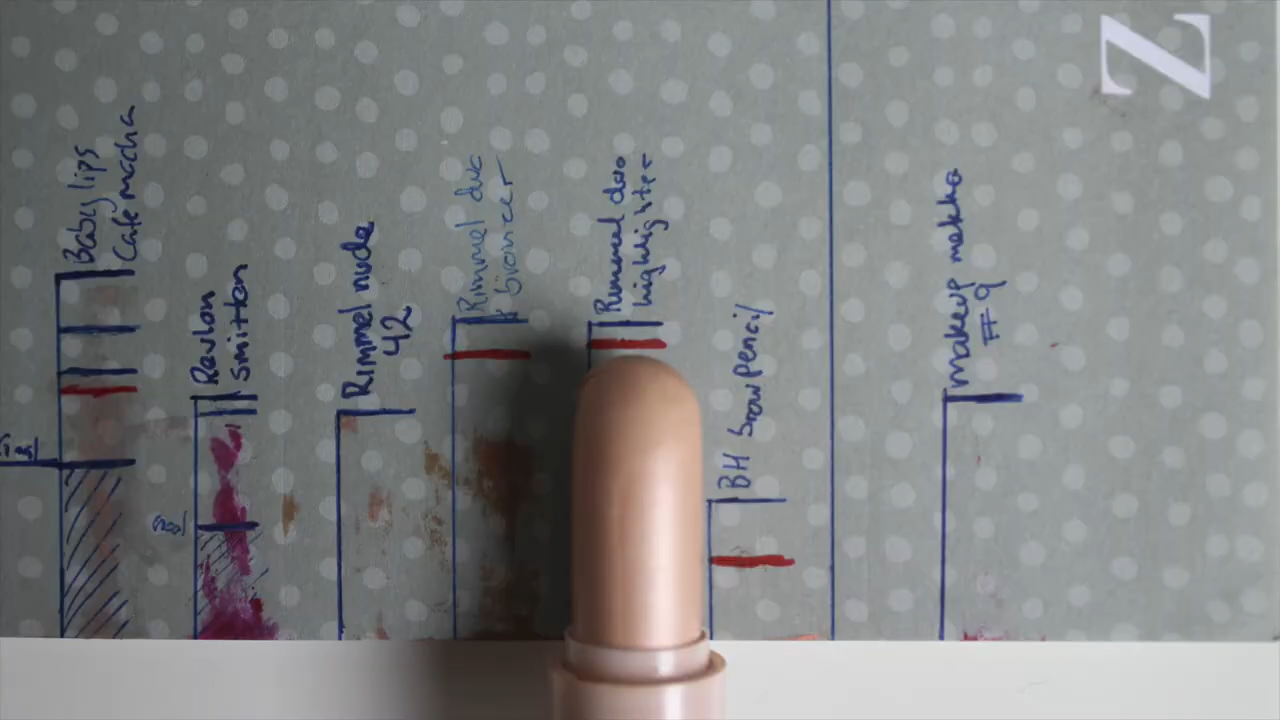 Baby lips
Cafe macha
Revlon
Smitten
Rimmel nude
42
Rimmel duo
bronzer
Rimmel duo
highlighter
BH brow pencil
makeup mekka
#9
Z